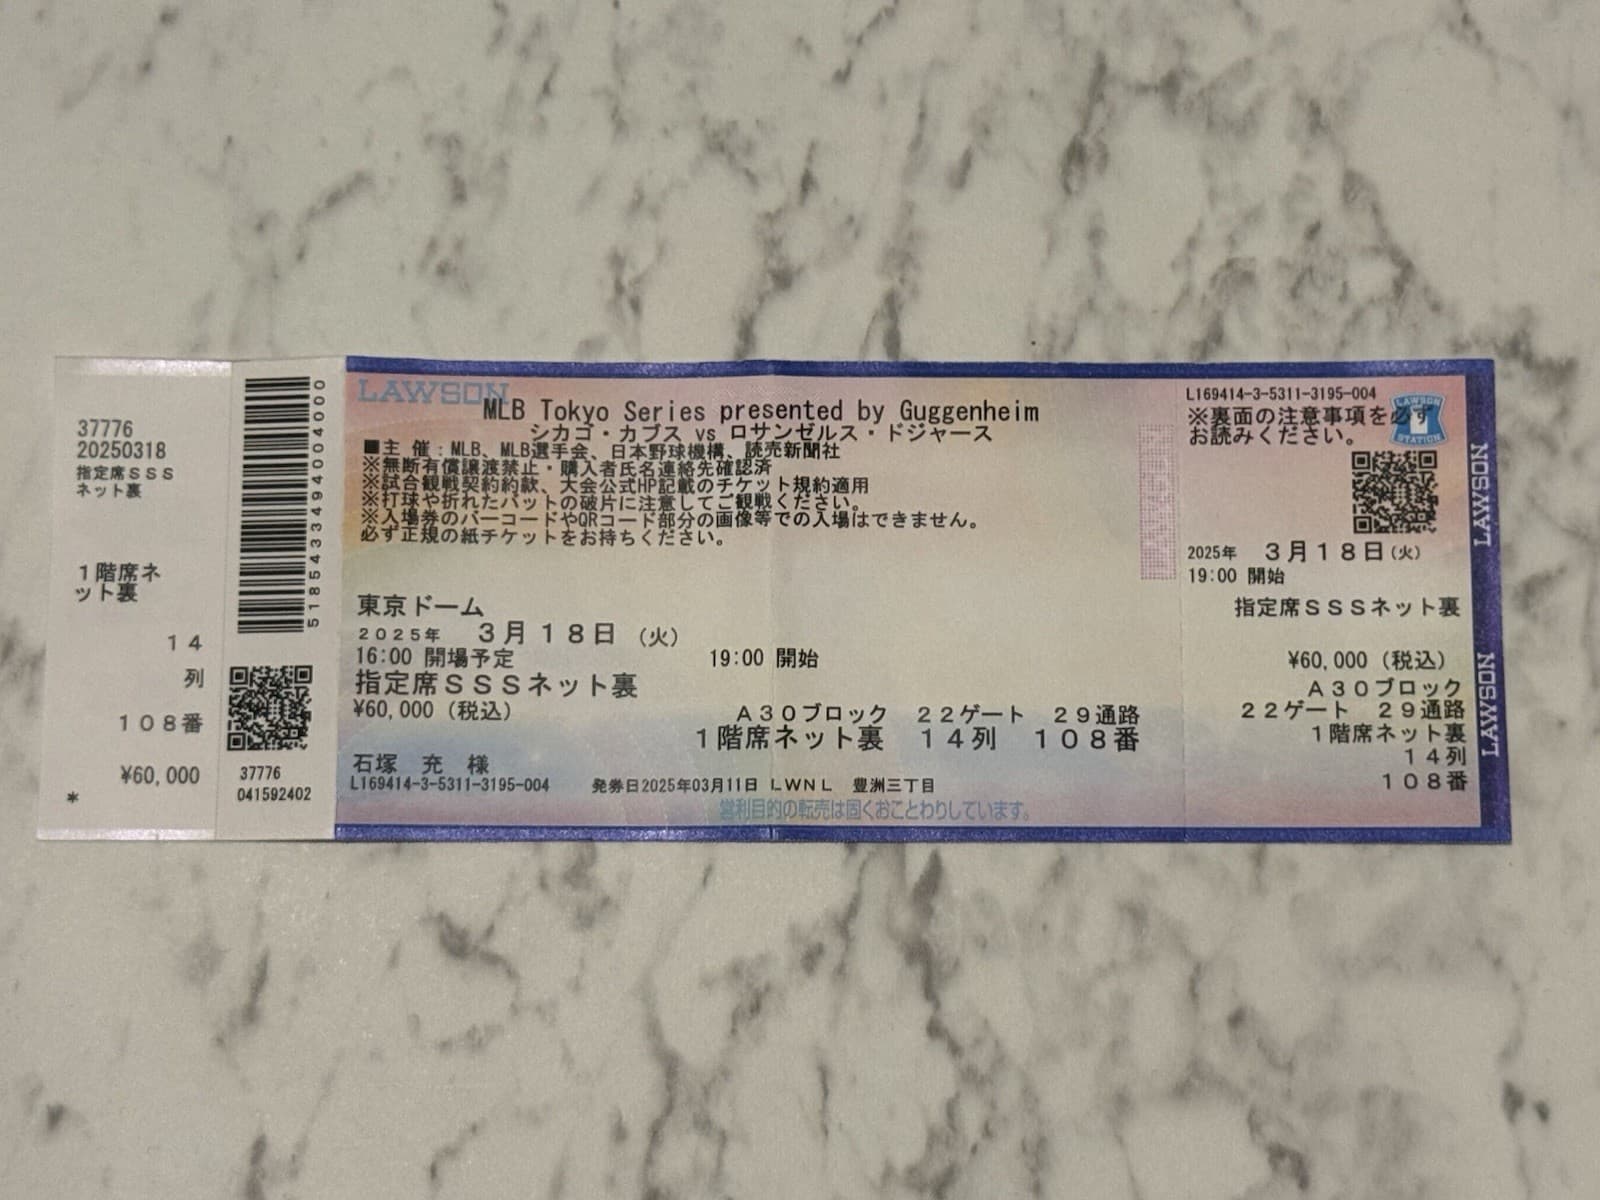 37776
20250318
指定席SSS
ネット裏
1階席ネ
ット裏
14
列
108番
¥60,000
*
5185433494004000
37776
041592402
LAWSON
MLB Tokyo Series presented by Guggenheim
シカゴ・カブス vs ロサンゼルス・ドジャース
■主 催:MLB、MLB選手会、日本野球機構、読売新聞社
※無断有償譲渡禁止・購入者氏名連絡先確認済
※試合観戦契約約款、大会公式HP記載のチケット規約適用
※打球や折れたバットの破片に注意してご観戦ください。
※入場券のバーコードやQRコード部分の画像等での入場はできません。
必ず正規の紙チケットをお持ちください。
東京ドーム
2025年 3月18日(火)
16:00 開場予定 19:00 開始
指定席SSSネット裏
¥60,000(税込)
A30ブロック 22ゲート 29通路
1階席ネット裏 14列 108番
石塚 充 様
L169414-3-5311-3195-004 発券日2025年03月11日 LWNL 豊洲三丁目
営利目的の転売は固くおことわりしています。
L169414-3-5311-3195-004
※裏面の注意事項を必ず
お読みください。
LAWSON
STATION
2025年 3月18日(火)
19:00 開始
指定席SSSネット裏
¥60,000(税込)
A30ブロック
22ゲート 29通路
1階席ネット裏
14列
108番
LAWSON
LAWSON